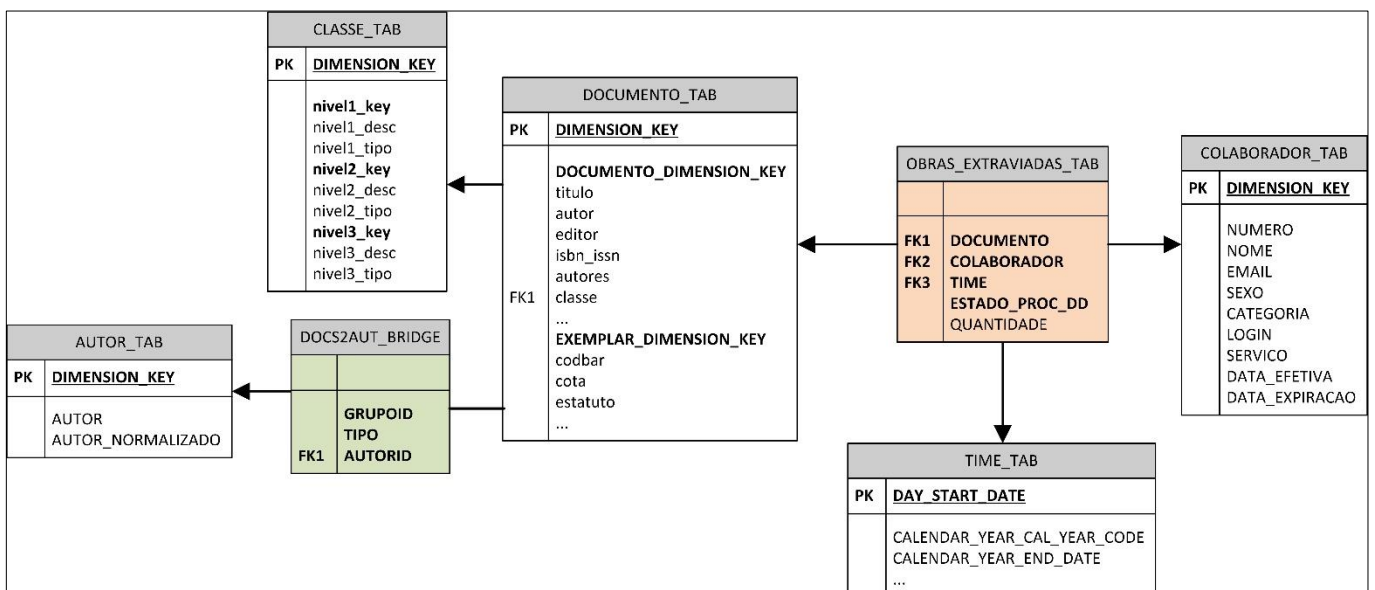 CLASSE_TAB
PK DIMENSION_KEY
nivel1_key
nivel1_desc
nivel1_tipo
nivel2_key
nivel2_desc
nivel2_tipo
nivel3_key
nivel3_desc
nivel3_tipo
DOCUMENTO_TAB
PK DIMENSION_KEY
DOCUMENTO_DIMENSION_KEY
titulo
autor
editor
isbn_issn
autores
FK1 classe
...
EXEMPLAR_DIMENSION_KEY
codbar
cota
estatuto
...
OBRAS_EXTRAVIADAS_TAB
FK1 DOCUMENTO
FK2 COLABORADOR
FK3 TIME
ESTADO_PROC_DD
QUANTIDADE
COLABORADOR_TAB
PK DIMENSION_KEY
NUMERO
NOME
EMAIL
SEXO
CATEGORIA
LOGIN
SERVICO
DATA_EFETIVA
DATA_EXPIRACAO
AUTOR_TAB
PK DIMENSION_KEY
AUTOR
AUTOR_NORMALIZADO
DOCS2AUT_BRIDGE
GRUPOID
TIPO
FK1 AUTORID
TIME_TAB
PK DAY_START_DATE
CALENDAR_YEAR_CAL_YEAR_CODE
CALENDAR_YEAR_END_DATE
...